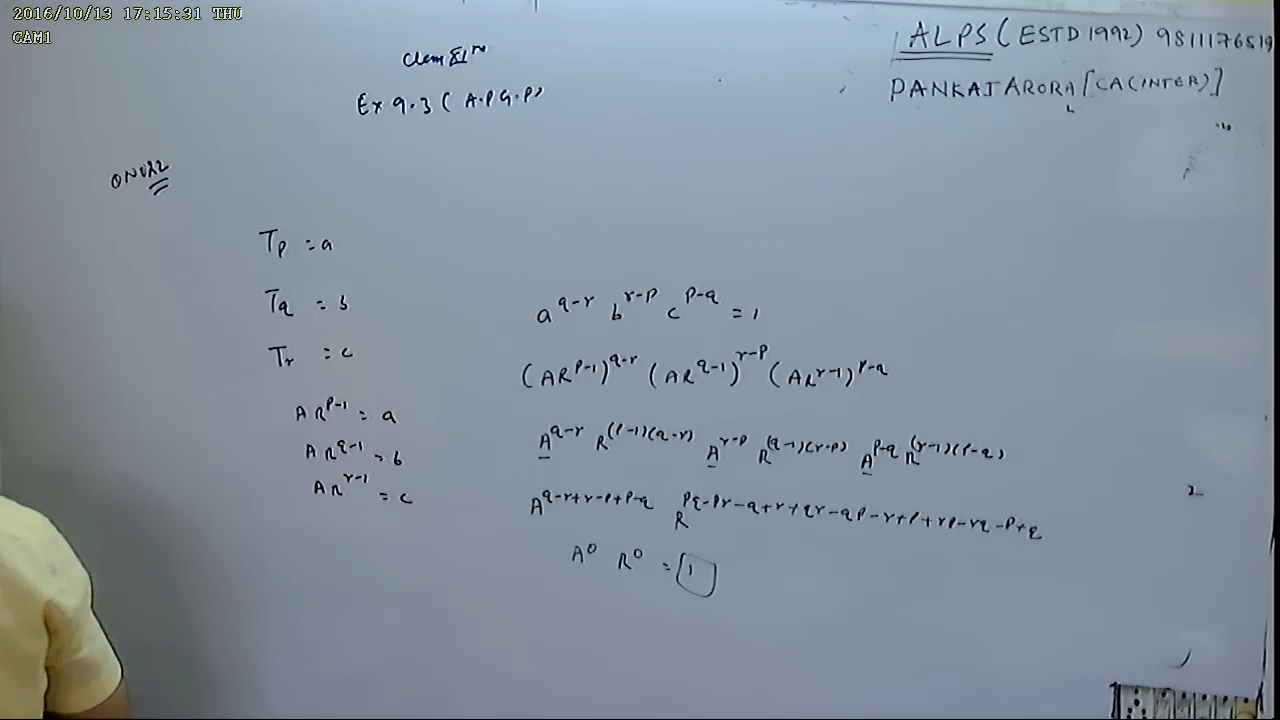 2016/10/13 17:15:31 THU
CAM1
ALPS (ESTD 1992) 9811176519
PANKAJ ARORA [CA(INTER)]
Class XI
Ex 9.3 ( A.P G.P)
QNO 22
Tp = a
Tq = b
Tr = c
AR^p-1 = a
AR^q-1 = b
AR^r-1 = c
a^q-r b^r-p c^p-q = 1
(AR^p-1)^q-r (AR^q-1)^r-p (AR^r-1)^p-q
A^q-r R^(p-1)(q-r) A^r-p R^(q-1)(r-p) A^p-q R^(r-1)(p-q)
A^q-r+r-p+p-q R^pq-pr-q+r+qr-qp-r+p+rp-rq-p+q
A^0 R^0 = 1